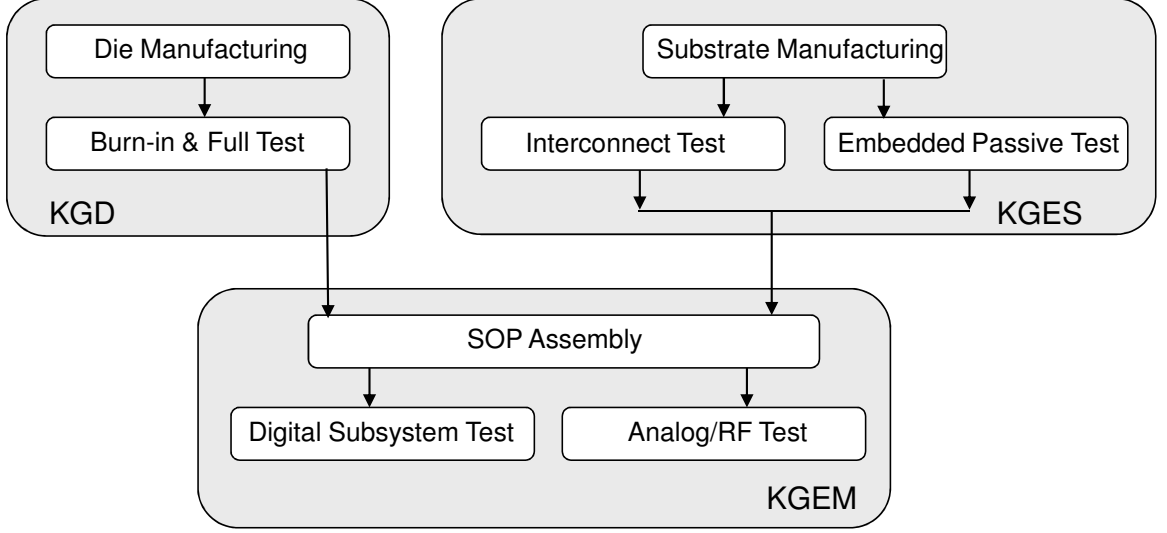 Die Manufacturing
Burn-in & Full Test
KGD
Substrate Manufacturing
Interconnect Test
Embedded Passive Test
KGES
SOP Assembly
Digital Subsystem Test
Analog/RF Test
KGEM